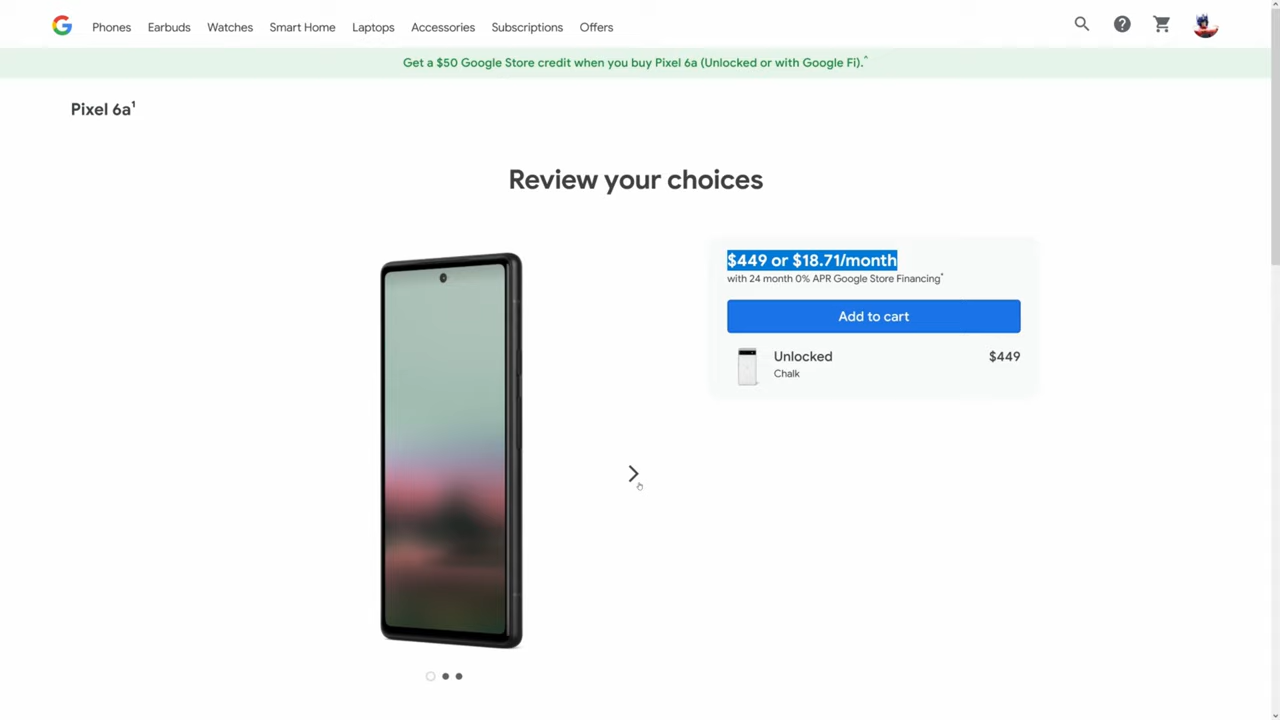 Phones Earbuds Watches Smart Home Laptops Accessories Subscriptions Offers
Get a $50 Google Store credit when you buy Pixel 6a (Unlocked or with Google Fi).^
Pixel 6a¹
Review your choices
$449 or $18.71/month
with 24 month 0% APR Google Store Financing*
Add to cart
Unlocked $449
Chalk